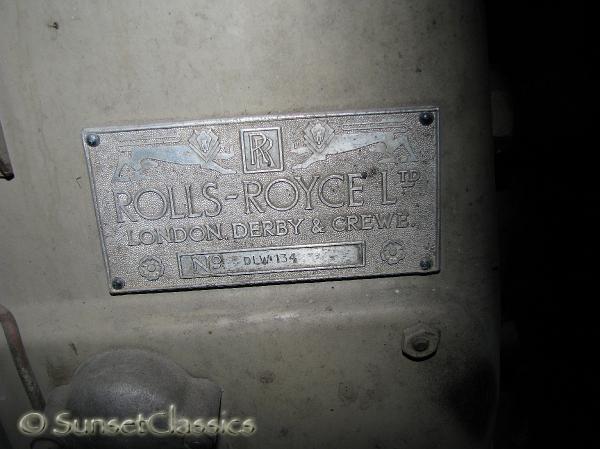 RR
ROLLS-ROYCE LTD
LONDON, DERBY & CREWE.
NO DLW 134
© SunsetClassics